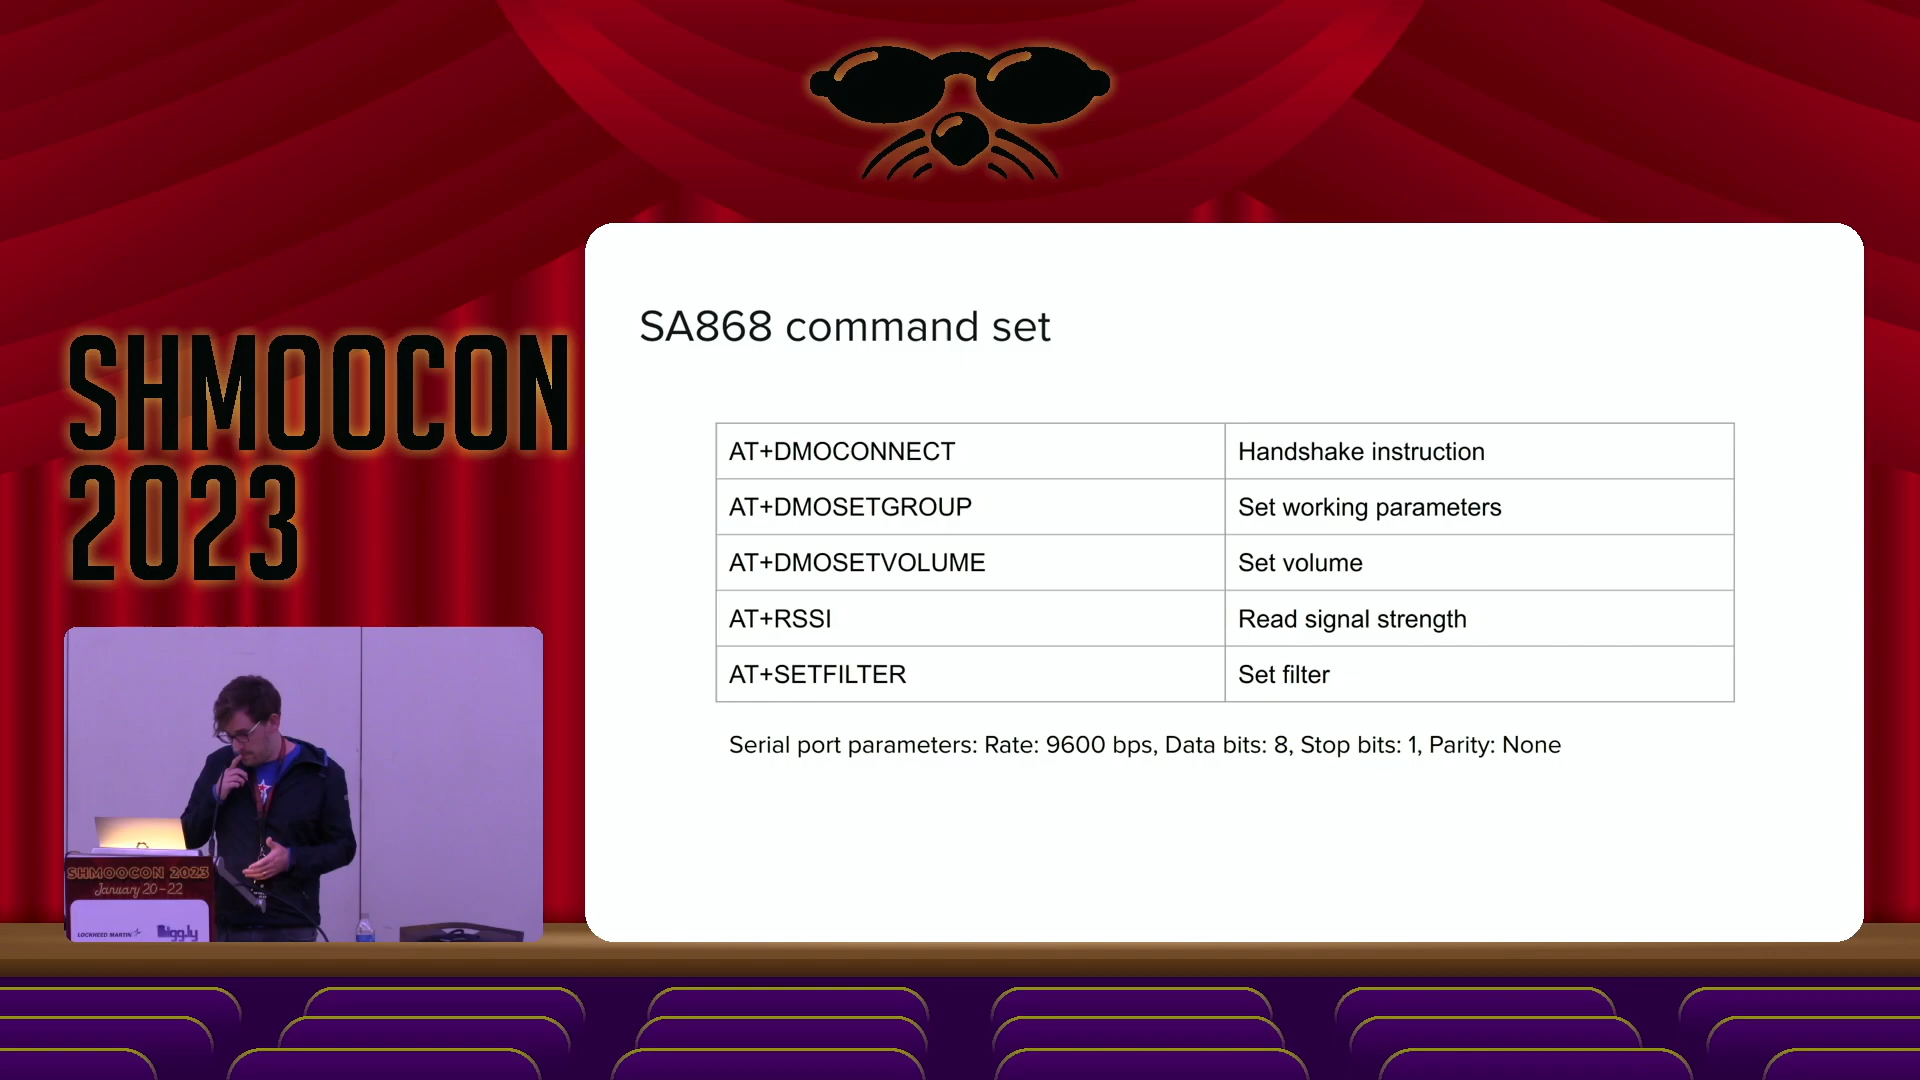 SHMOOCON
2023
SA868 command set
AT+DMOCONNECT Handshake instruction
AT+DMOSETGROUP Set working parameters
AT+DMOSETVOLUME Set volume
AT+RSSI Read signal strength
AT+SETFILTER Set filter
Serial port parameters: Rate: 9600 bps, Data bits: 8, Stop bits: 1, Parity: None
SHMOOCON 2023
January 20-22
LOCKHEED MARTIN